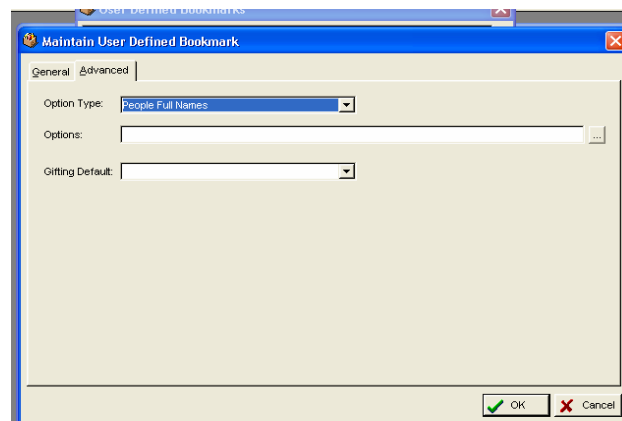 User Defined Bookmarks
Maintain User Defined Bookmark
General Advanced
Option Type: People Full Names
Options: ...
Gifting Default:
OK Cancel